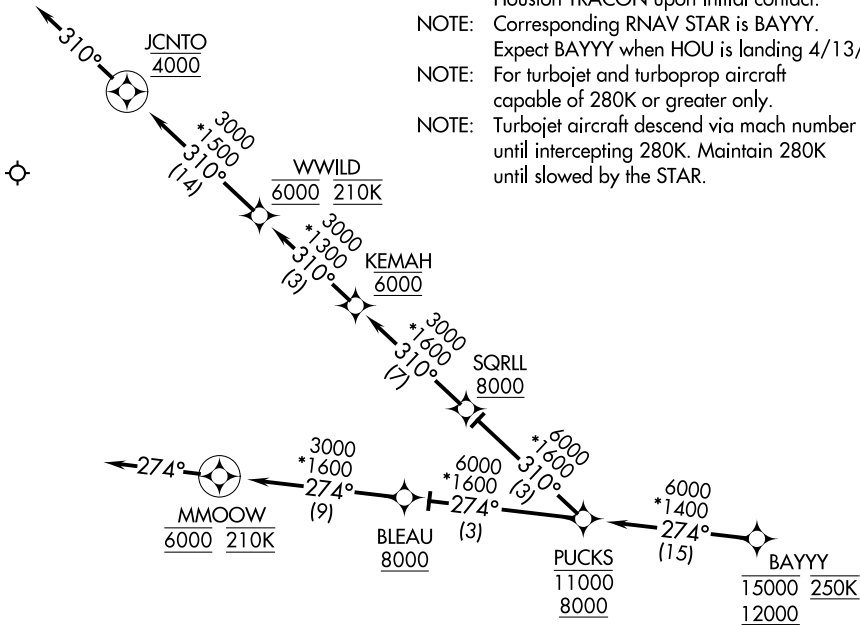 Houston TRACON upon initial contact.
NOTE: Corresponding RNAV STAR is BAYYY.
Expect BAYYY when HOU is landing 4/13/
NOTE: For turbojet and turboprop aircraft
capable of 280K or greater only.
NOTE: Turbojet aircraft descend via mach number
until intercepting 280K. Maintain 280K
until slowed by the STAR.
310°
JCNTO
4000
3000
*1500
310°
(14)
WWILD
6000 210K
3000
*1300
310°
(3)
KEMAH
6000
3000
*1600
310°
(7)
SQRLL
8000
6000
*1600
310°
(3)
274°
MMOOW
6000 210K
3000
*1600
274°
(9)
BLEAU
8000
6000
*1600
274°
(3)
PUCKS
11000
8000
6000
*1400
274°
(15)
BAYYY
15000 250K
12000